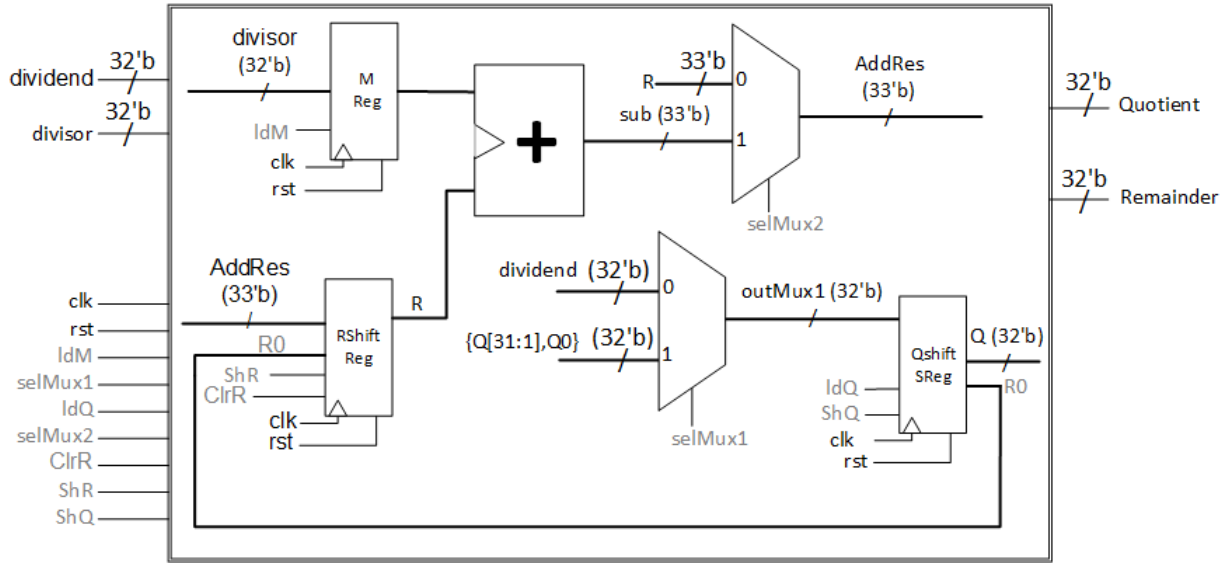 dividend
32'b
divisor
32'b
clk
rst
ldM
selMux1
ldQ
selMux2
ClrR
ShR
ShQ
divisor
(32'b)
M
Reg
ldM
clk
rst
+
33'b
R
0
sub (33'b)
1
selMux2
AddRes
(33'b)
32'b
Quotient
32'b
Remainder
AddRes
(33'b)
R0
ShR
ClrR
clk
rst
RShift
Reg
R
dividend (32'b)
0
{Q[31:1],Q0} (32'b)
1
selMux1
outMux1 (32'b)
Qshift
SReg
ldQ
ShQ
clk
rst
Q (32'b)
R0